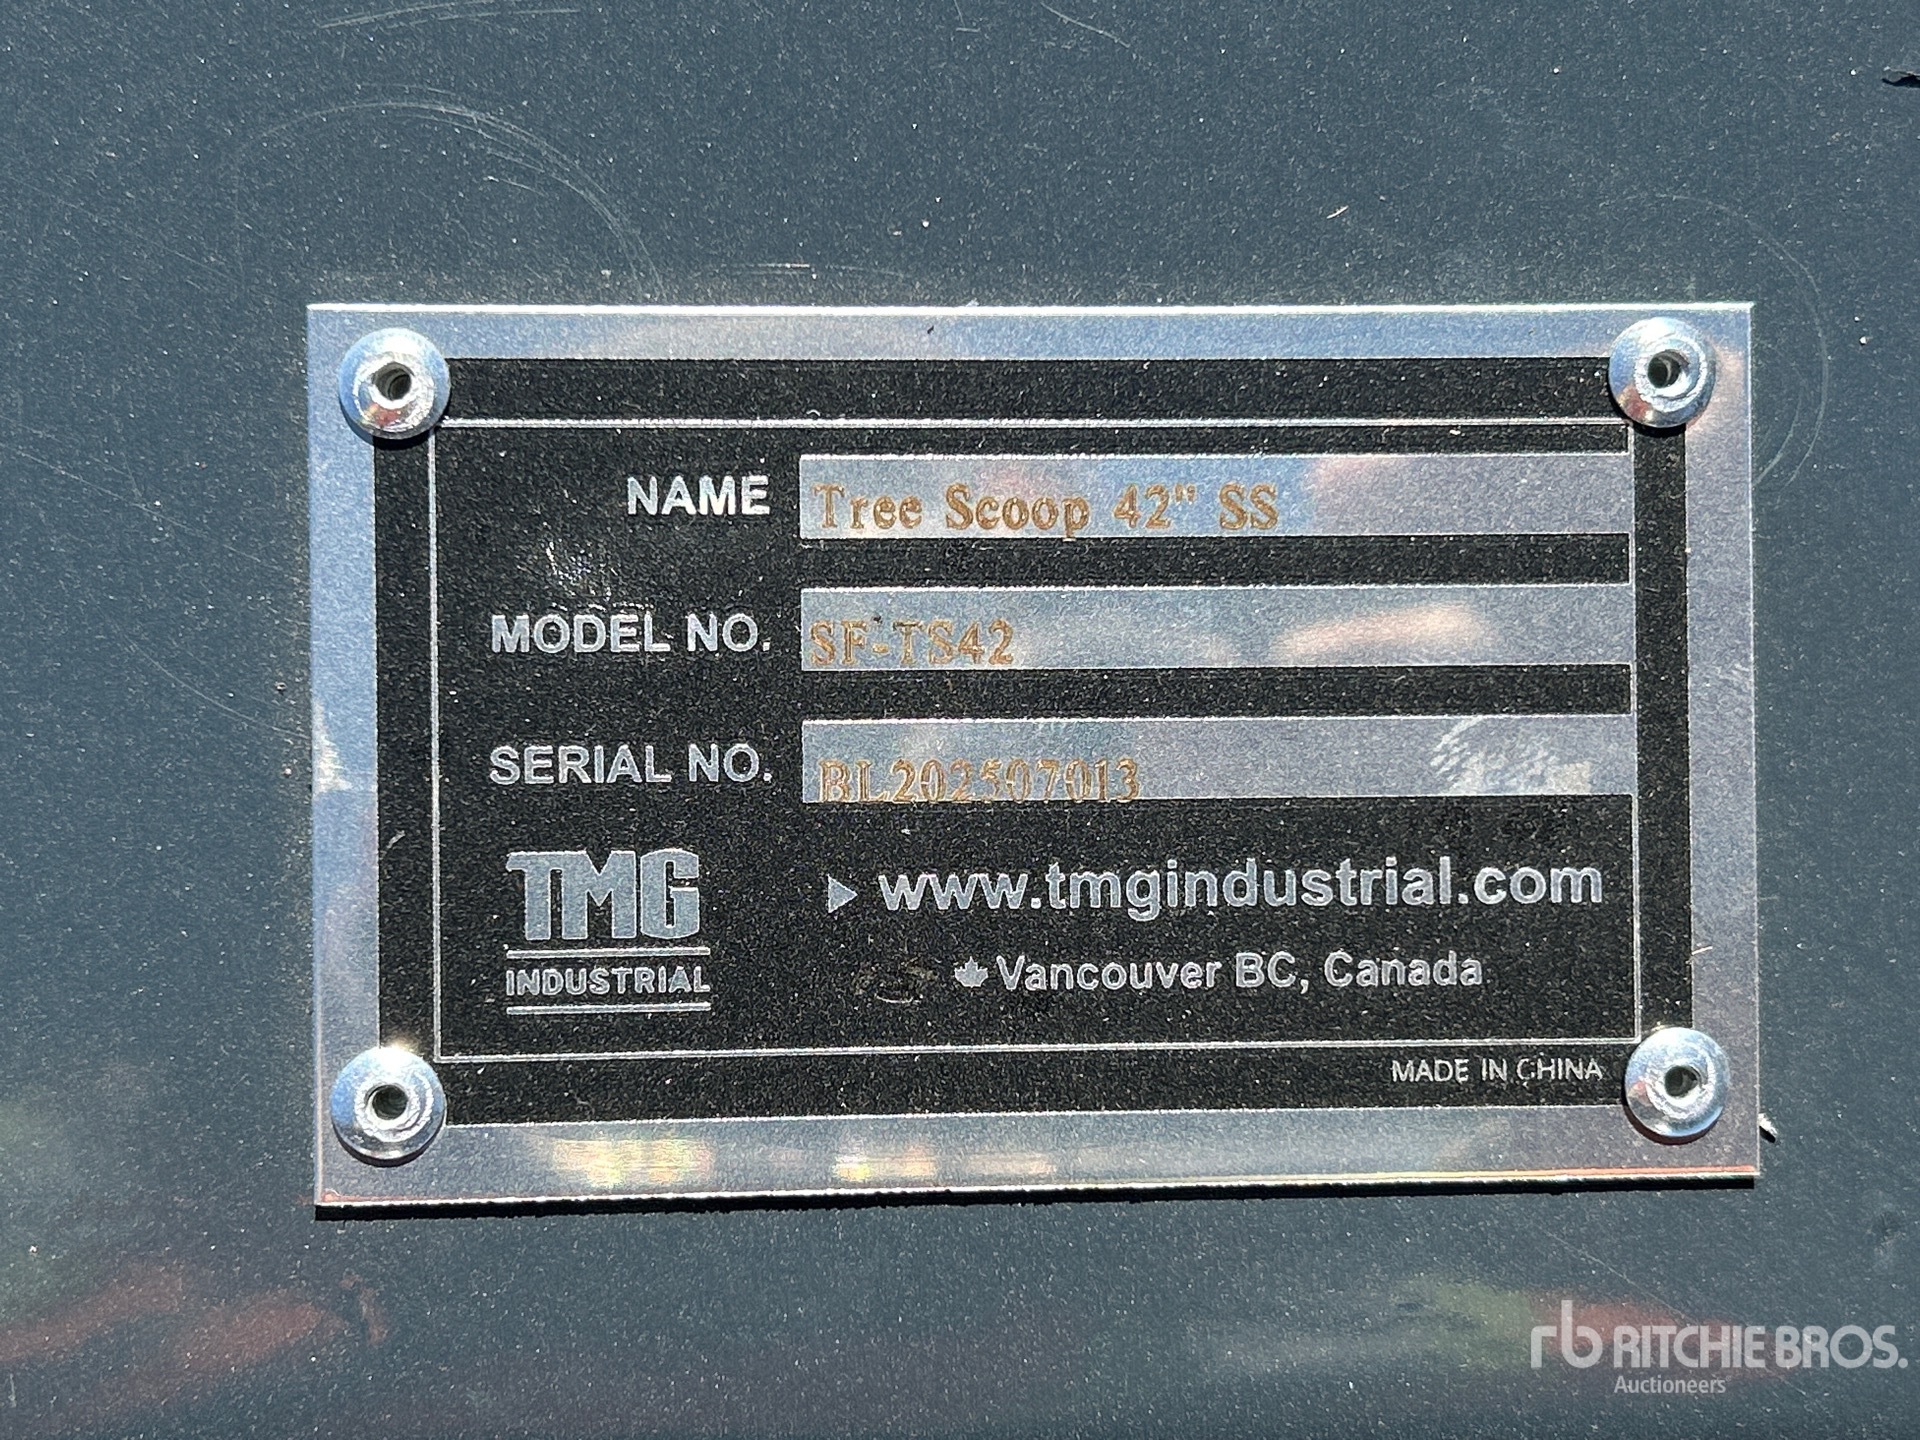 NAME Tree Scoop 42" SS
MODEL NO. SF-TS42
SERIAL NO. BL202507013
TMG
INDUSTRIAL
www.tmgindustrial.com
Vancouver BC, Canada
MADE IN CHINA
rb RITCHIE BROS.
Auctioneers